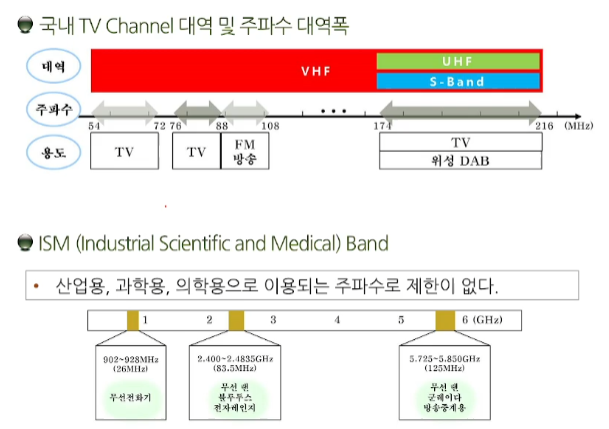 국내 TV Channel 대역 및 주파수 대역폭
대역
VHF
UHF
S-Band
주파수
54 72 76 88 108 174 216 (MHz)
용도
TV
TV
FM
방송
TV
위성 DAB
ISM (Industrial Scientific and Medical) Band
• 산업용, 과학용, 의학용으로 이용되는 주파수로 제한이 없다.
1 2 3 4 5 6 (GHz)
902~928MHz
(26MHz)
무선전화기
2.400~2.4835GHz
(83.5MHz)
무선 랜
블루투스
전자레인지
5.725~5.850GHz
(125MHz)
무선 랜
군레이다
방송중계용